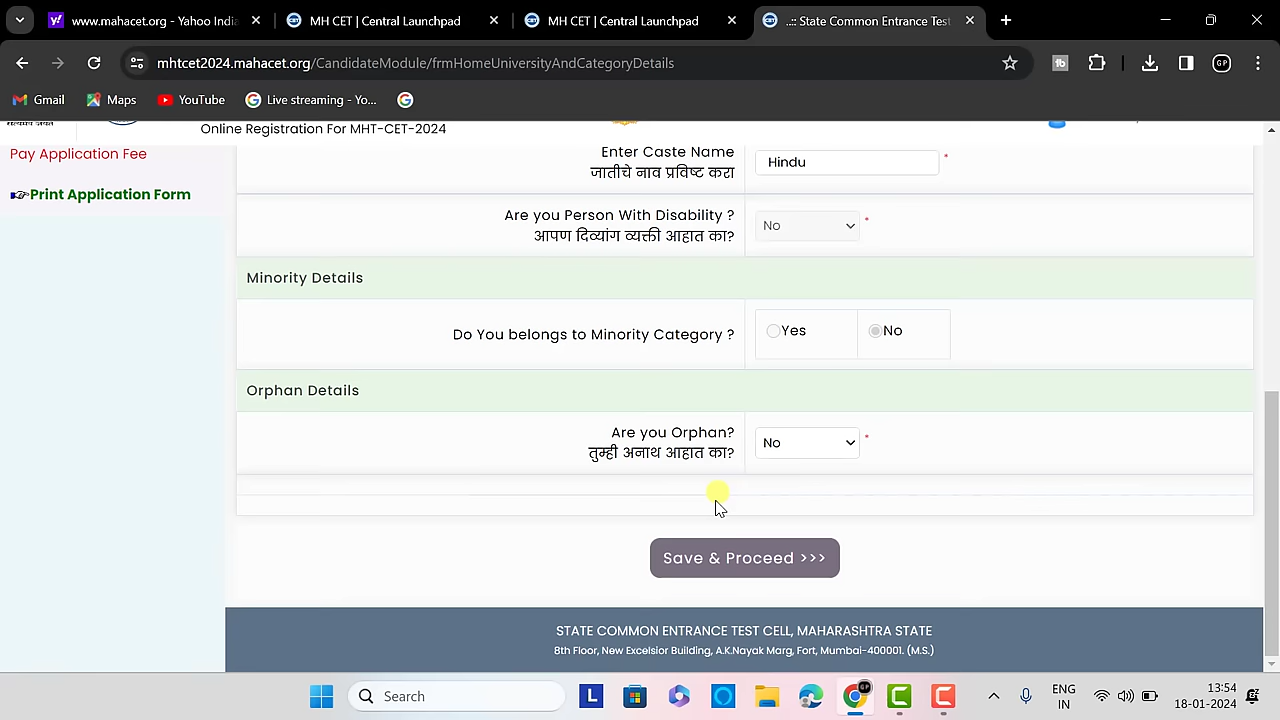 www.mahacet.org - Yahoo India
MH CET | Central Launchpad
MH CET | Central Launchpad
..:: State Common Entrance Test
mhtcet2024.mahacet.org/CandidateModule/frmHomeUniversityAndCategoryDetails
Gmail
Maps
YouTube
Live streaming - Yo...
Online Registration For MHT-CET-2024
Pay Application Fee
Print Application Form
Enter Caste Name
जातीचे नाव प्रविष्ट करा
Hindu
*
Are you Person With Disability ?
आपण दिव्यांग व्यक्ती आहात का?
No
*
Minority Details
Do You belongs to Minority Category ?
Yes
No
Orphan Details
Are you Orphan?
तुम्ही अनाथ आहात का?
No
*
Save & Proceed >>>
STATE COMMON ENTRANCE TEST CELL, MAHARASHTRA STATE
8th Floor, New Excelsior Building, A.K.Nayak Marg, Fort, Mumbai-400001. (M.S.)
Search
ENG
IN
13:54
18-01-2024